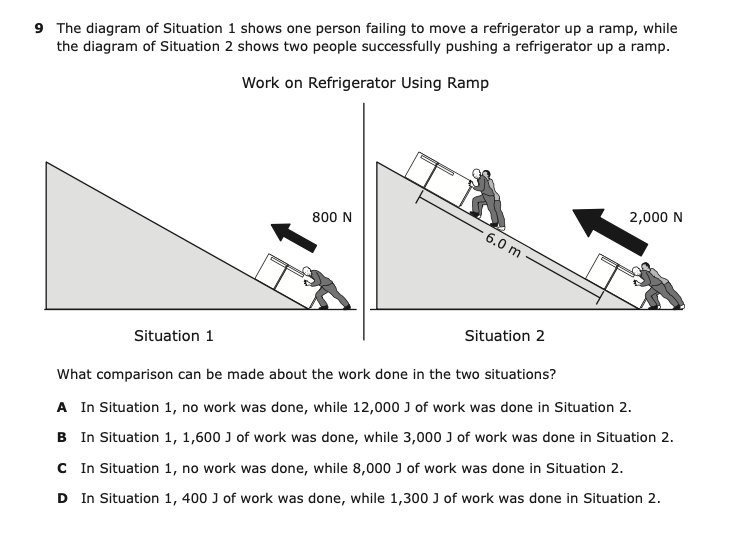 9 The diagram of Situation 1 shows one person failing to move a refrigerator up a ramp, while
the diagram of Situation 2 shows two people successfully pushing a refrigerator up a ramp.
Work on Refrigerator Using Ramp
800 N
Situation 1
2,000 N
6.0 m
Situation 2
What comparison can be made about the work done in the two situations?
A In Situation 1, no work was done, while 12,000 J of work was done in Situation 2.
B In Situation 1, 1,600 J of work was done, while 3,000 J of work was done in Situation 2.
C In Situation 1, no work was done, while 8,000 J of work was done in Situation 2.
D In Situation 1, 400 J of work was done, while 1,300 J of work was done in Situation 2.